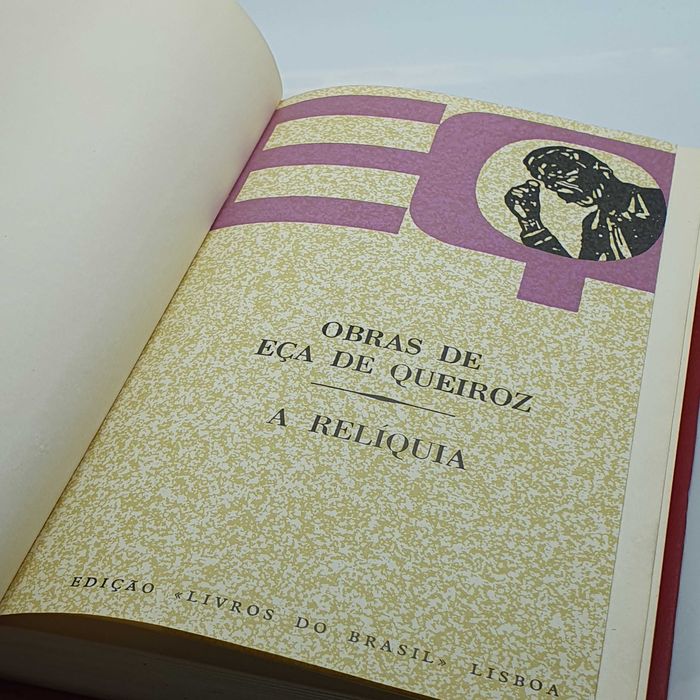 EQ
OBRAS DE
EÇA DE QUEIROZ
A RELÍQUIA
EDIÇÃO «LIVROS DO BRASIL» LISBOA